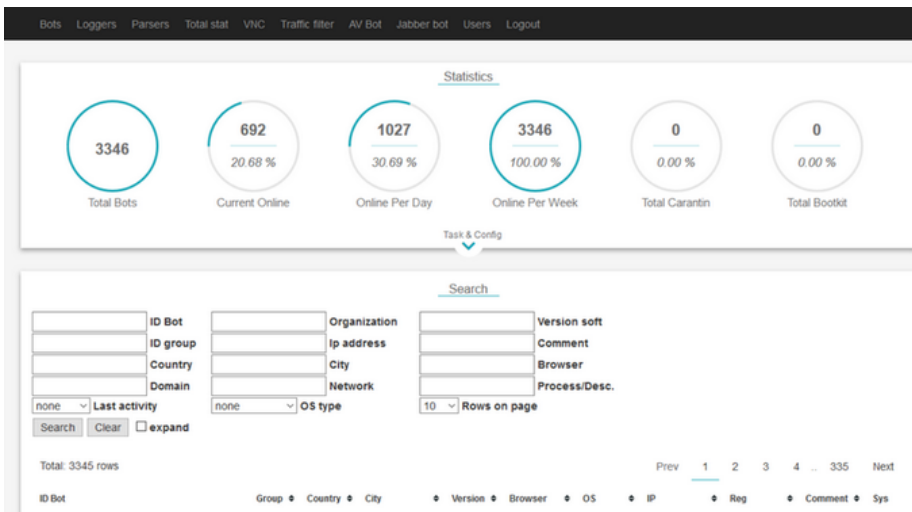 Bots Loggers Parsers Total stat VNC Traffic filter AV Bot Jabber bot Users Logout
Statistics
3346 692 1027 3346 0 0
20.68 % 30.69 % 100.00 % 0.00 % 0.00 %
Total Bots Current Online Online Per Day Online Per Week Total Carantin Total Bootkit
Task & Config
Search
ID Bot Organization Version soft
ID group Ip address Comment
Country City Browser
Domain Network Process/Desc.
none Last activity none OS type 10 Rows on page
Search Clear expand
Total: 3345 rows Prev 1 2 3 4 .. 335 Next
ID Bot Group Country City Version Browser OS IP Reg Comment Sys